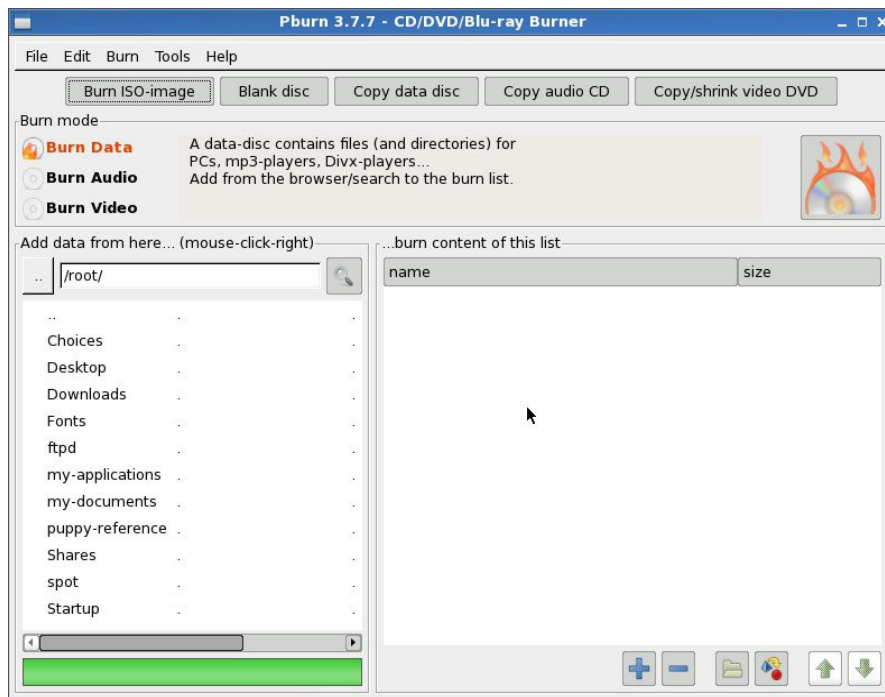 Pburn 3.7.7 - CD/DVD/Blu-ray Burner
File Edit Burn Tools Help
Burn ISO-image Blank disc Copy data disc Copy audio CD Copy/shrink video DVD
Burn mode
Burn Data
Burn Audio
Burn Video
A data-disc contains files (and directories) for
PCs, mp3-players, Divx-players...
Add from the browser/search to the burn list.
Add data from here... (mouse-click-right)
.. /root/
.. . .
Choices . .
Desktop . .
Downloads . .
Fonts . .
ftpd . .
my-applications . .
my-documents . .
puppy-reference . .
Shares . .
spot . .
Startup . .
...burn content of this list
name size